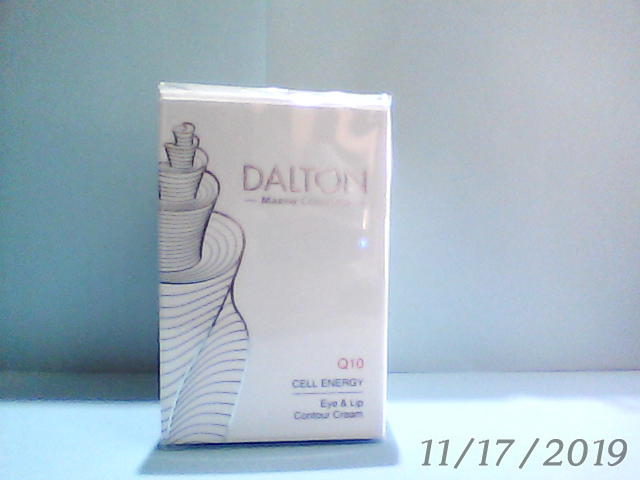 DALTON
Q10
CELL ENERGY
Eye & Lip
Contour Cream
11/17/2019